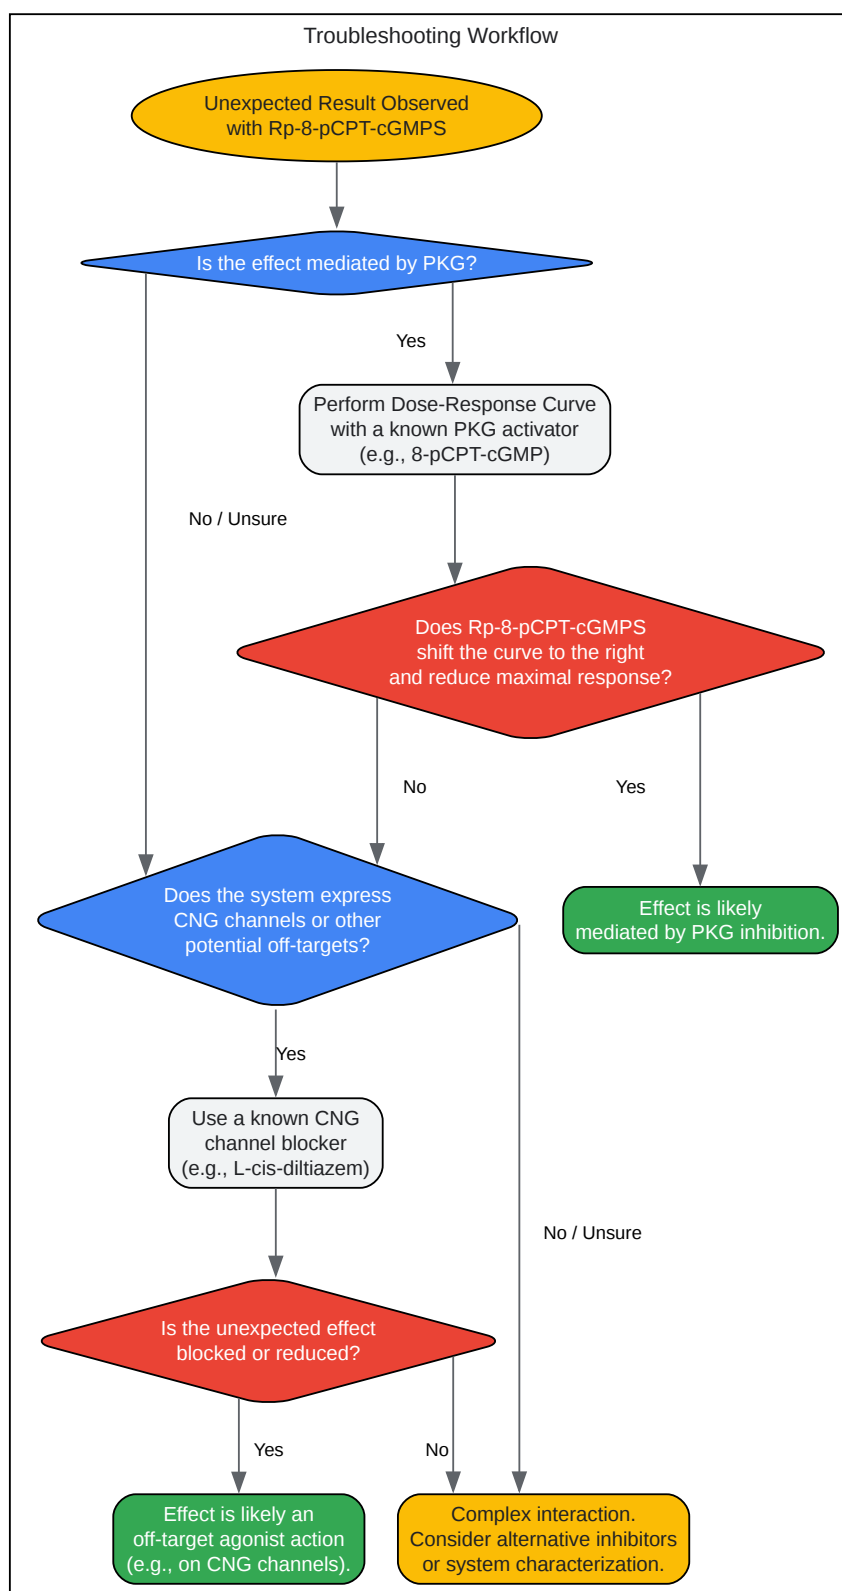 Troubleshooting Workflow
Unexpected Result Observed
with Rp-8-pCPT-cGMPS
Is the effect mediated by PKG?
Yes
Perform Dose-Response Curve
with a known PKG activator
(e.g., 8-pCPT-cGMP)
No / Unsure
Does Rp-8-pCPT-cGMPS
shift the curve to the right
and reduce maximal response?
No
Yes
Does the system express
CNG channels or other
potential off-targets?
Effect is likely
mediated by PKG inhibition.
Yes
Use a known CNG
channel blocker
(e.g., L-cis-diltiazem)
No / Unsure
Is the unexpected effect
blocked or reduced?
Yes
No
Effect is likely an
off-target agonist action
(e.g., on CNG channels).
Complex interaction.
Consider alternative inhibitors
or system characterization.